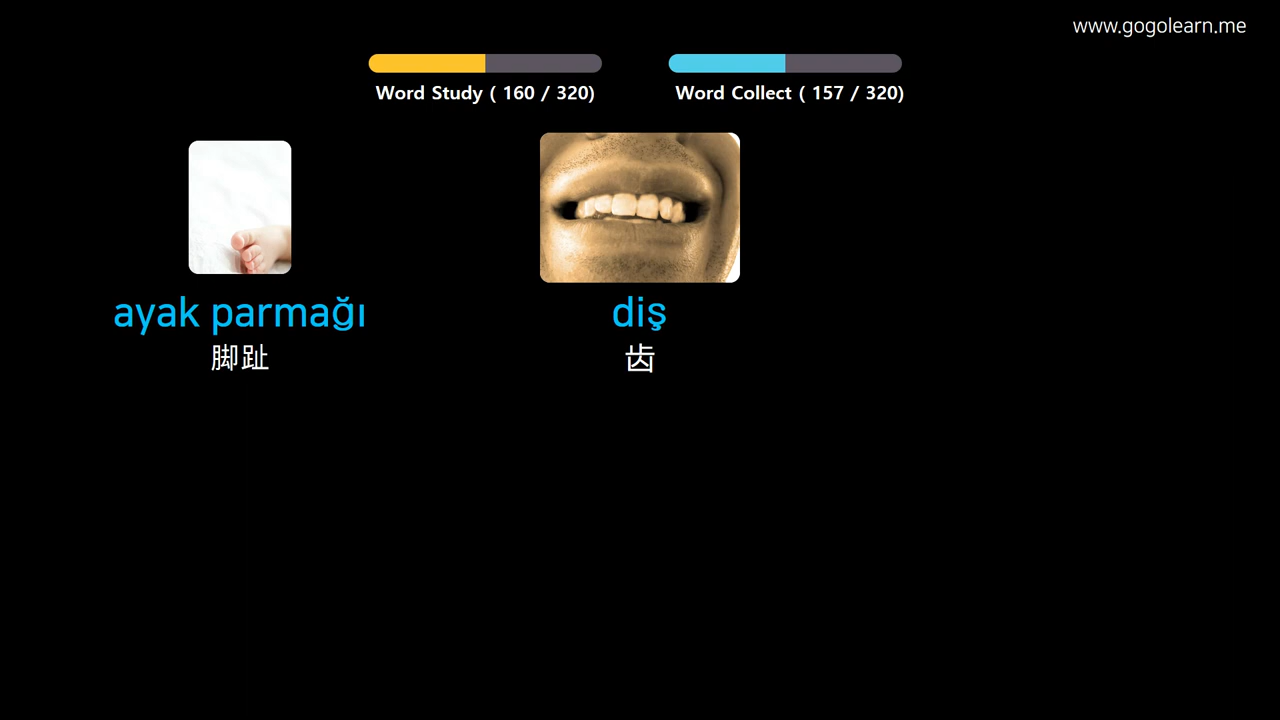 www.gogolearn.me
Word Study ( 160 / 320)
Word Collect ( 157 / 320)
ayak parmağı
脚趾
diş
齿